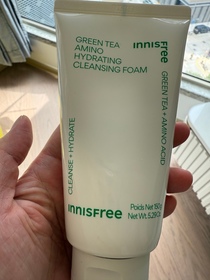 innisfree
GREEN TEA
AMINO
HYDRATING
CLEANSING FOAM
GREEN TEA + AMINO ACID
CLEANSE + HYDRATE
innisfree
Poids Net 150 g
Net Wt. 5.29 Oz